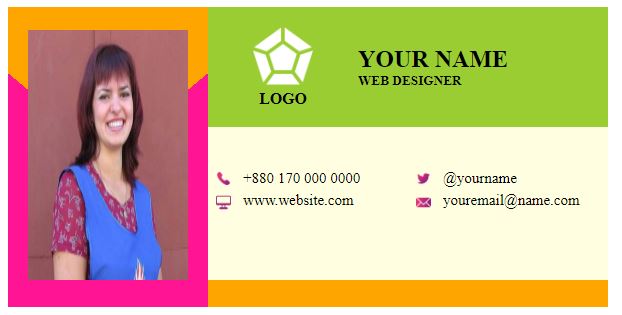 YOUR NAME
WEB DESIGNER
LOGO
+880 170 000 0000
@yourname
www.website.com
youremail@name.com